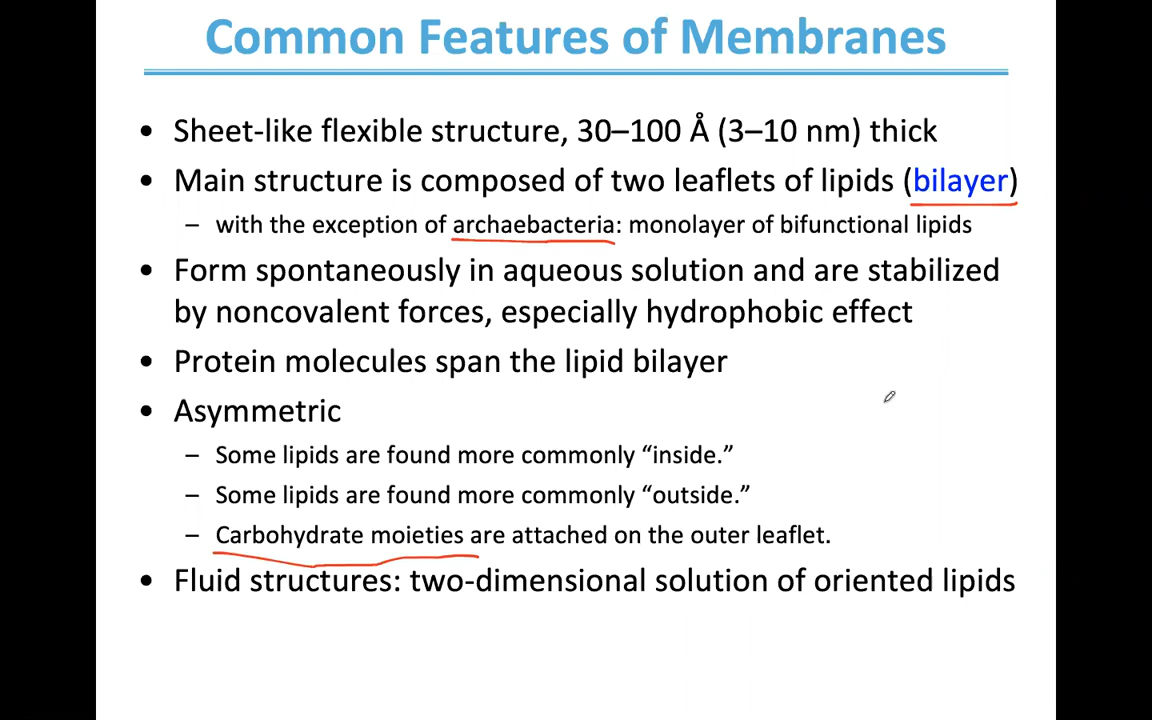 Common Features of Membranes
• Sheet-like flexible structure, 30–100 Å (3–10 nm) thick
• Main structure is composed of two leaflets of lipids (bilayer)
– with the exception of archaebacteria: monolayer of bifunctional lipids
• Form spontaneously in aqueous solution and are stabilized
by noncovalent forces, especially hydrophobic effect
• Protein molecules span the lipid bilayer
• Asymmetric
– Some lipids are found more commonly “inside.”
– Some lipids are found more commonly “outside.”
– Carbohydrate moieties are attached on the outer leaflet.
• Fluid structures: two-dimensional solution of oriented lipids